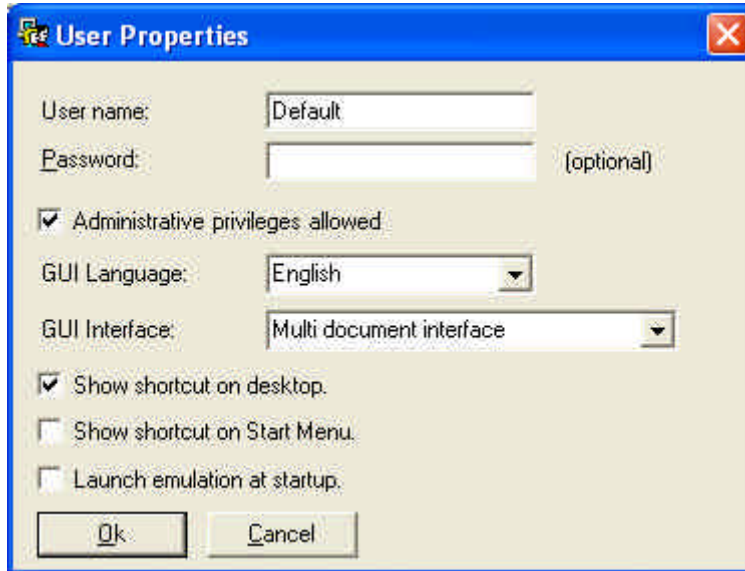 User Properties
User name: Default
Password: (optional)
Administrative privileges allowed
GUI Language: English
GUI Interface: Multi document interface
Show shortcut on desktop.
Show shortcut on Start Menu.
Launch emulation at startup.
Ok Cancel